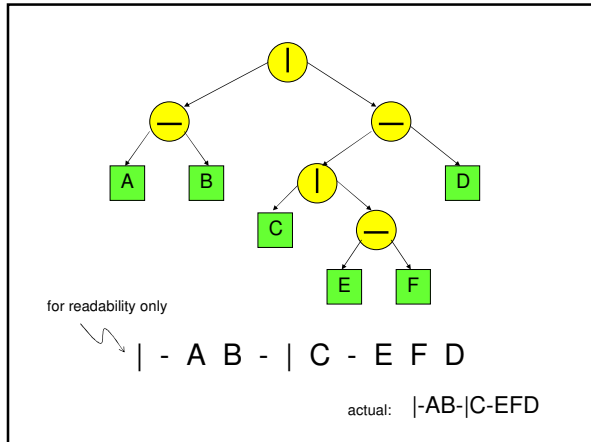 |
— —
A B | D
C —
E F
for readability only
| - A B - | C - E F D
actual: |-AB-|C-EFD